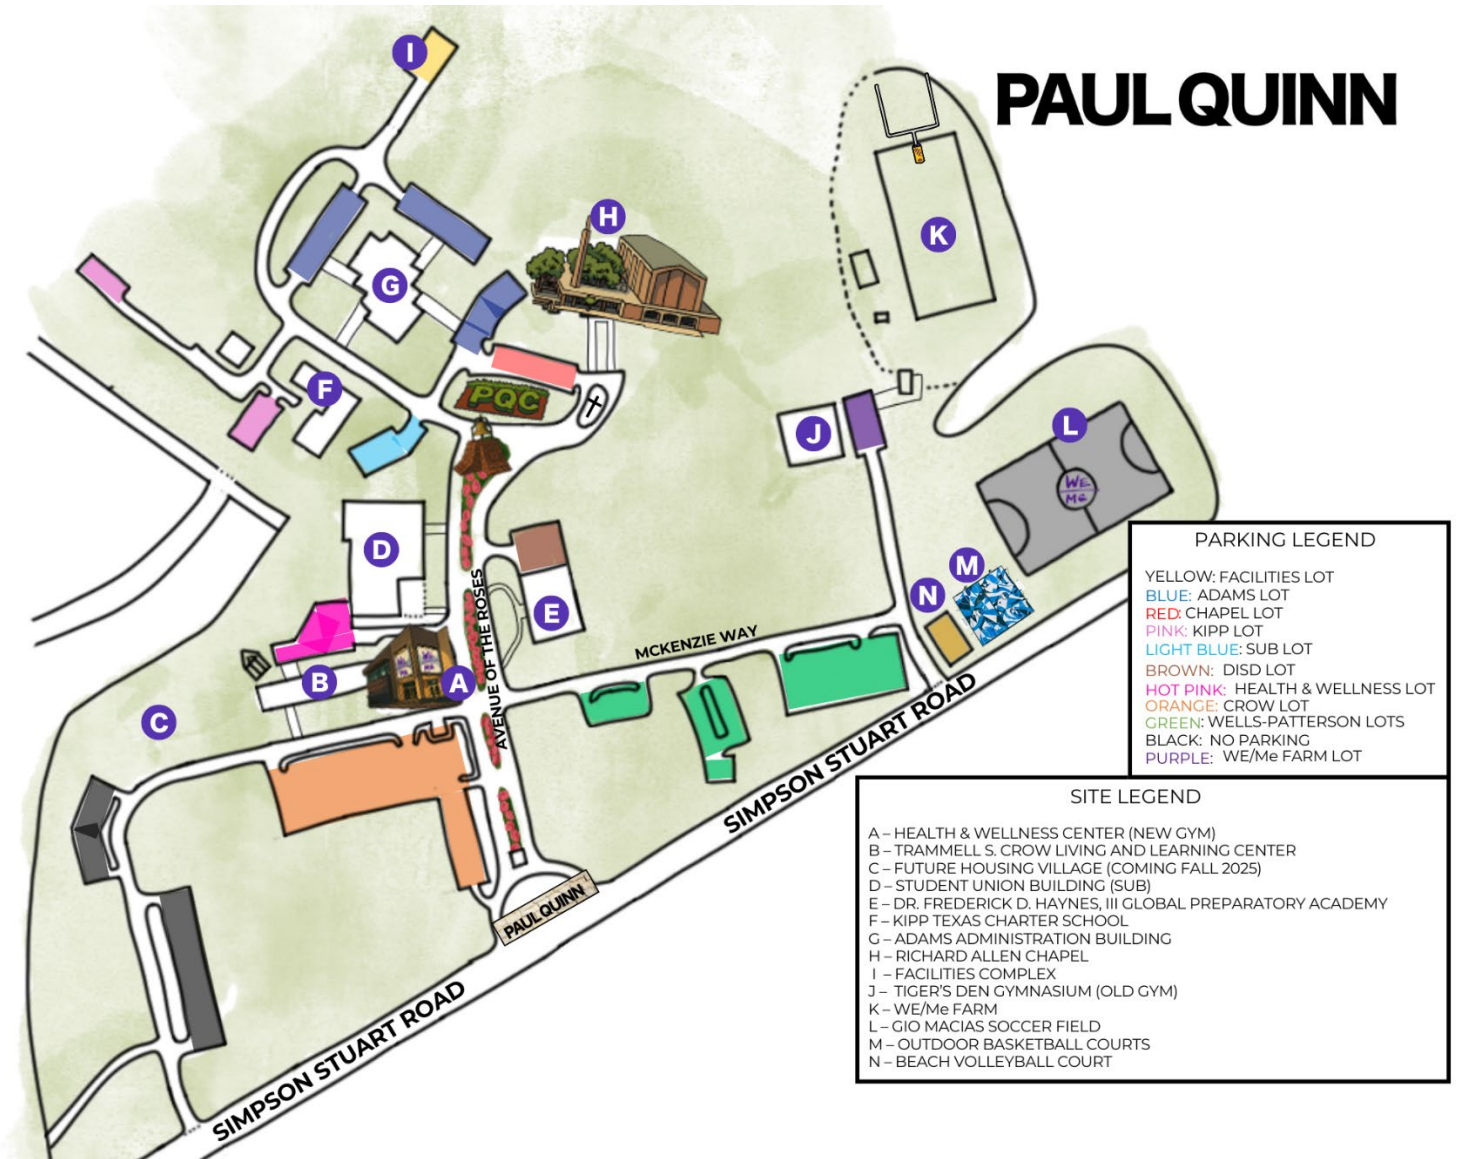 PAUL QUINN
I
H
K
G
F
PQC
J
L
WE
Me
D
M
N
E
AVENUE OF THE ROSES
MCKENZIE WAY
B
A
C
SIMPSON STUART ROAD
PAUL QUINN
SIMPSON STUART ROAD
PARKING LEGEND
YELLOW: FACILITIES LOT
BLUE: ADAMS LOT
RED: CHAPEL LOT
PINK: KIPP LOT
LIGHT BLUE: SUB LOT
BROWN: DISD LOT
HOT PINK: HEALTH & WELLNESS LOT
ORANGE: CROW LOT
GREEN: WELLS-PATTERSON LOTS
BLACK: NO PARKING
PURPLE: WE/Me FARM LOT
SITE LEGEND
A – HEALTH & WELLNESS CENTER (NEW GYM)
B – TRAMMELL S. CROW LIVING AND LEARNING CENTER
C – FUTURE HOUSING VILLAGE (COMING FALL 2025)
D – STUDENT UNION BUILDING (SUB)
E – DR. FREDERICK D. HAYNES, III GLOBAL PREPARATORY ACADEMY
F – KIPP TEXAS CHARTER SCHOOL
G – ADAMS ADMINISTRATION BUILDING
H – RICHARD ALLEN CHAPEL
I – FACILITIES COMPLEX
J – TIGER'S DEN GYMNASIUM (OLD GYM)
K – WE/Me FARM
L – GIO MACIAS SOCCER FIELD
M – OUTDOOR BASKETBALL COURTS
N – BEACH VOLLEYBALL COURT